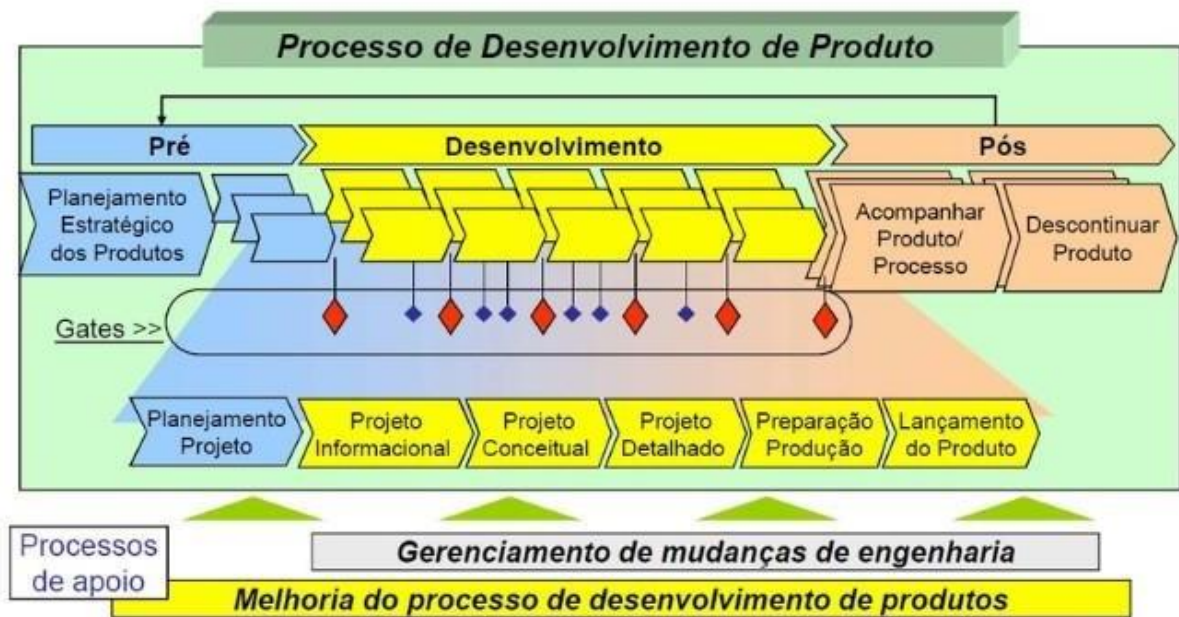 Processo de Desenvolvimento de Produto
Pré
Desenvolvimento
Pós
Planejamento
Estratégico
dos Produtos
Acompanhar
Produto/
Processo
Descontinuar
Produto
Gates >>
Planejamento
Projeto
Projeto
Informacional
Projeto
Conceitual
Projeto
Detalhado
Preparação
Produção
Lançamento
do Produto
Processos
de apoio
Gerenciamento de mudanças de engenharia
Melhoria do processo de desenvolvimento de produtos